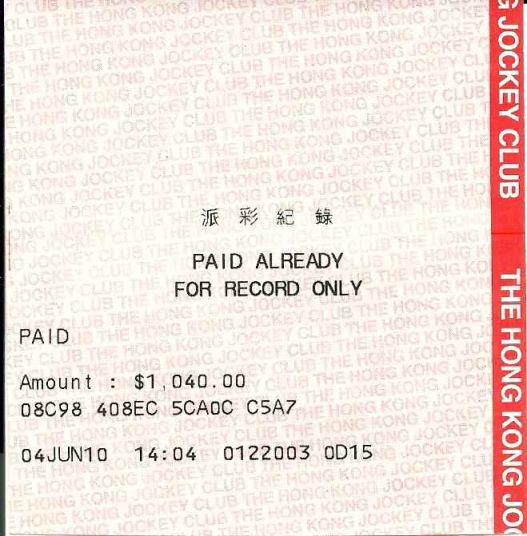 派彩紀錄
PAID ALREADY
FOR RECORD ONLY
PAID
Amount : $1,040.00
08C98 408EC 5CA0C C5A7
04JUN10 14:04 0122003 0D15
G JOCKEY CLUB THE HONG KONG JOC